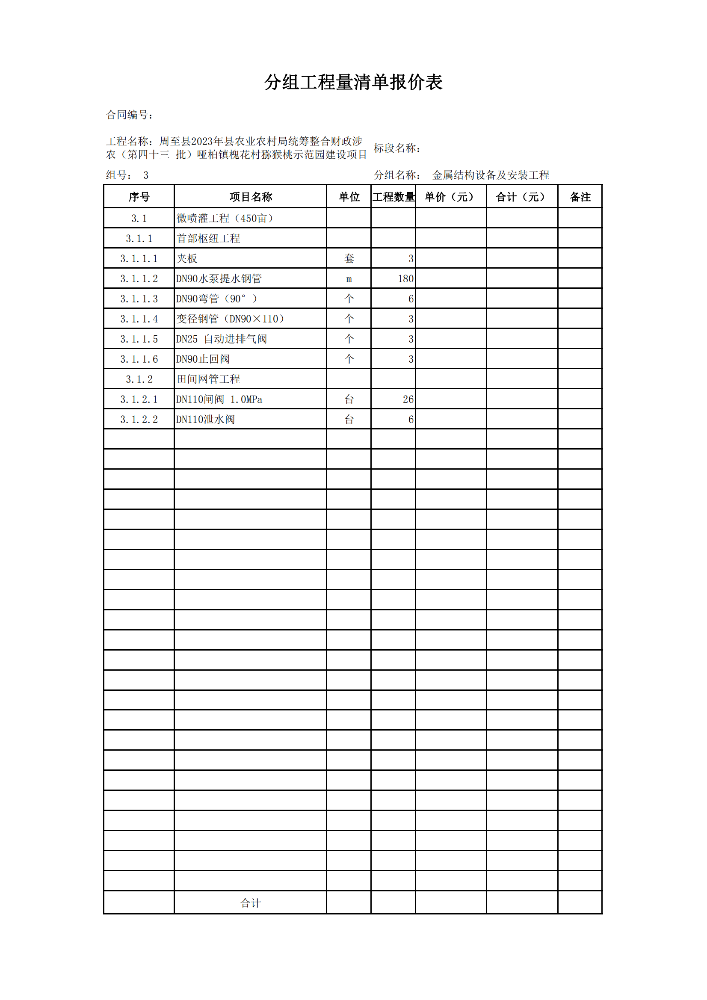 分组工程量清单报价表
合同编号：
工程名称：周至县2023年县农业农村局统筹整合财政涉
农（第四十三 批）哑柏镇槐花村猕猴桃示范园建设项目
标段名称：
组号： 3
分组名称： 金属结构设备及安装工程
序号 项目名称 单位 工程数量 单价（元） 合计（元） 备注
3.1 微喷灌工程（450亩）
3.1.1 首部枢纽工程
3.1.1.1 夹板 套 3
3.1.1.2 DN90水泵提水钢管 m 180
3.1.1.3 DN90弯管（90°） 个 6
3.1.1.4 变径钢管（DN90×110） 个 3
3.1.1.5 DN25 自动进排气阀 个 3
3.1.1.6 DN90止回阀 个 3
3.1.2 田间网管工程
3.1.2.1 DN110闸阀 1.0MPa 台 26
3.1.2.2 DN110泄水阀 台 6
合计